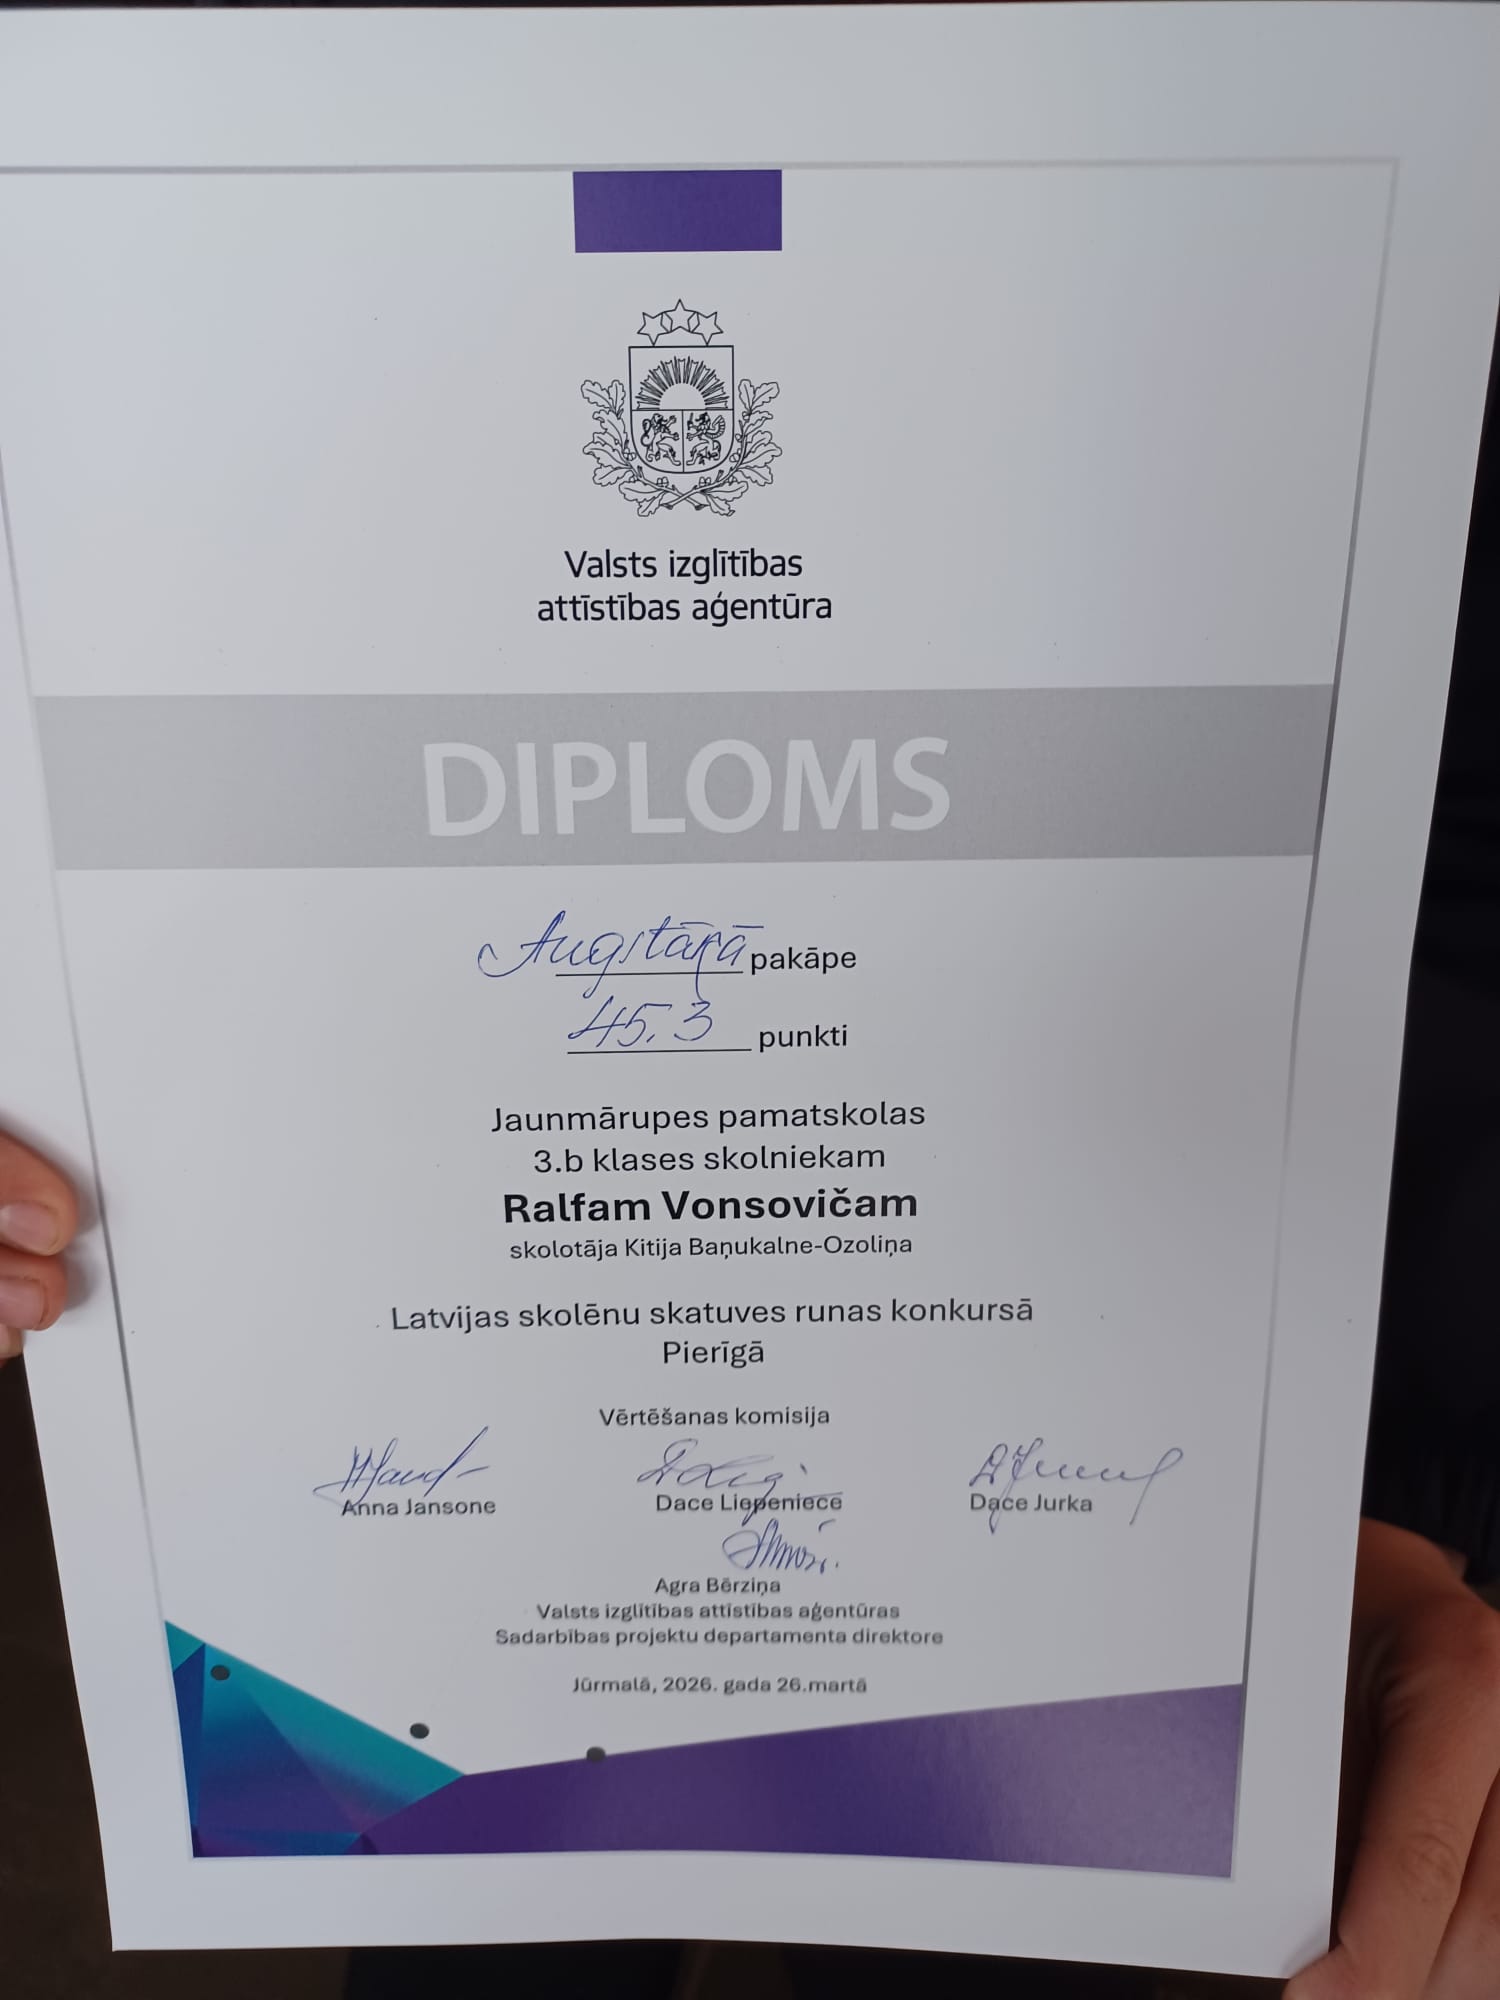 Valsts izglītības
attīstības aģentūra
DIPLOMS
Augstākā pakāpe
45,3 punkti
Jaunmārupes pamatskolas
3.b klases skolniekam
Ralfam Vonsovičam
skolotāja Kitija Baņukalne-Ozoliņa
Latvijas skolēnu skatuves runas konkursā
Pierīgā
Vērtēšanas komisija
Anna Jansone Dace Liepeniece Dace Jurka
Agra Bērziņa
Valsts izglītības attīstības aģentūras
Sadarbības projektu departamenta direktore
Jūrmalā, 2026. gada 26.martā